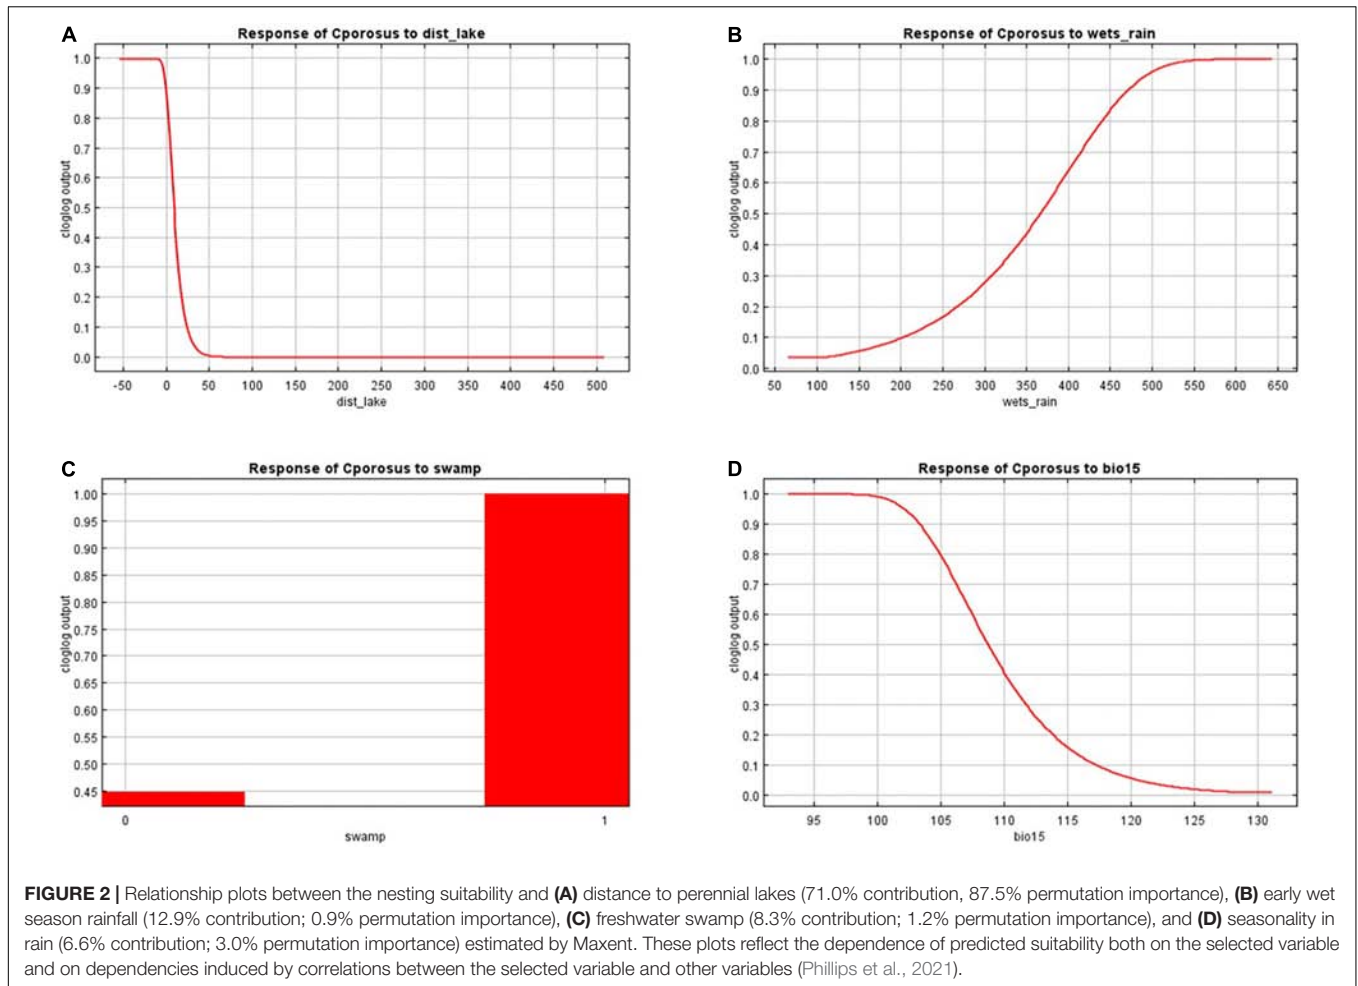 A
Response of Cporosus to dist_lake
cloglog output
1.0
0.9
0.8
0.7
0.6
0.5
0.4
0.3
0.2
0.1
0.0
-50 0 50 100 150 200 250 300 350 400 450 500
dist_lake
B
Response of Cporosus to wets_rain
cloglog output
1.0
0.9
0.8
0.7
0.6
0.5
0.4
0.3
0.2
0.1
0.0
50 100 150 200 250 300 350 400 450 500 550 600 650
wets_rain
C
Response of Cporosus to swamp
cloglog output
1.00
0.95
0.90
0.85
0.80
0.75
0.70
0.65
0.60
0.55
0.50
0.45
0 1
swamp
D
Response of Cporosus to bio15
cloglog output
1.0
0.9
0.8
0.7
0.6
0.5
0.4
0.3
0.2
0.1
0.0
95 100 105 110 115 120 125 130
bio15
FIGURE 2 | Relationship plots between the nesting suitability and (A) distance to perennial lakes (71.0% contribution, 87.5% permutation importance), (B) early wet
season rainfall (12.9% contribution; 0.9% permutation importance), (C) freshwater swamp (8.3% contribution; 1.2% permutation importance), and (D) seasonality in
rain (6.6% contribution; 3.0% permutation importance) estimated by Maxent. These plots reflect the dependence of predicted suitability both on the selected variable
and on dependencies induced by correlations between the selected variable and other variables (Phillips et al., 2021).